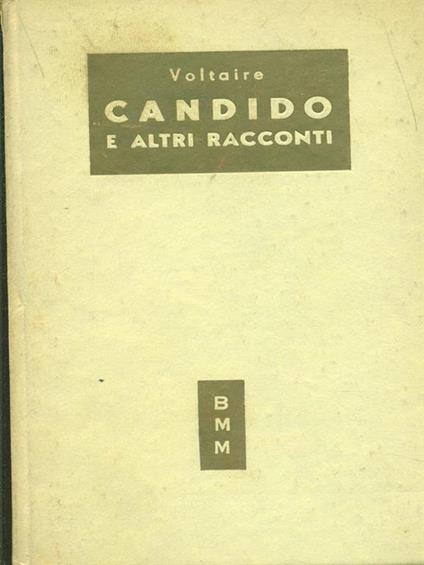 Voltaire
CANDIDO
E ALTRI RACCONTI
B
M
M